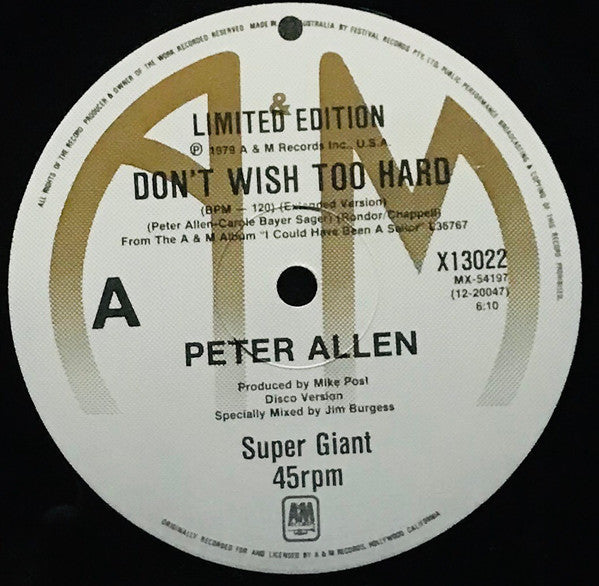 ALL RIGHTS OF THE RECORD PRODUCER & OWNER OF THE WORK RECORDED RESERVED MADE IN AUSTRALIA BY FESTIVAL RECORDS PTY. LTD. PUBLIC PERFORMANCE BROADCASTING & COPYING OF THIS RECORD PROHIBITED.
A&M
LIMITED EDITION
℗ 1979 A & M Records Inc., U.S.A.
DON'T WISH TOO HARD
(BPM — 120) (Extended Version)
(Peter Allen-Carole Bayer Sager) (Rondor/Chappell)
From The A & M Album "I Could Have Been A Sailor" L36767
X13022
MX-54197
(12-20047)
6:10
A
PETER ALLEN
Produced by Mike Post
Disco Version
Specially Mixed by Jim Burgess
Super Giant
45rpm
AM
RECORDS
ORIGINALLY RECORDED FOR AND LICENSED BY A & M RECORDS, HOLLYWOOD CALIFORNIA